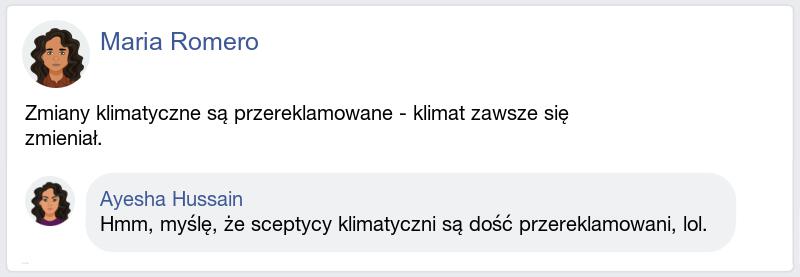 Maria Romero
Zmiany klimatyczne są przereklamowane - klimat zawsze się
zmieniał.
Ayesha Hussain
Hmm, myślę, że sceptycy klimatyczni są dość przereklamowani, lol.